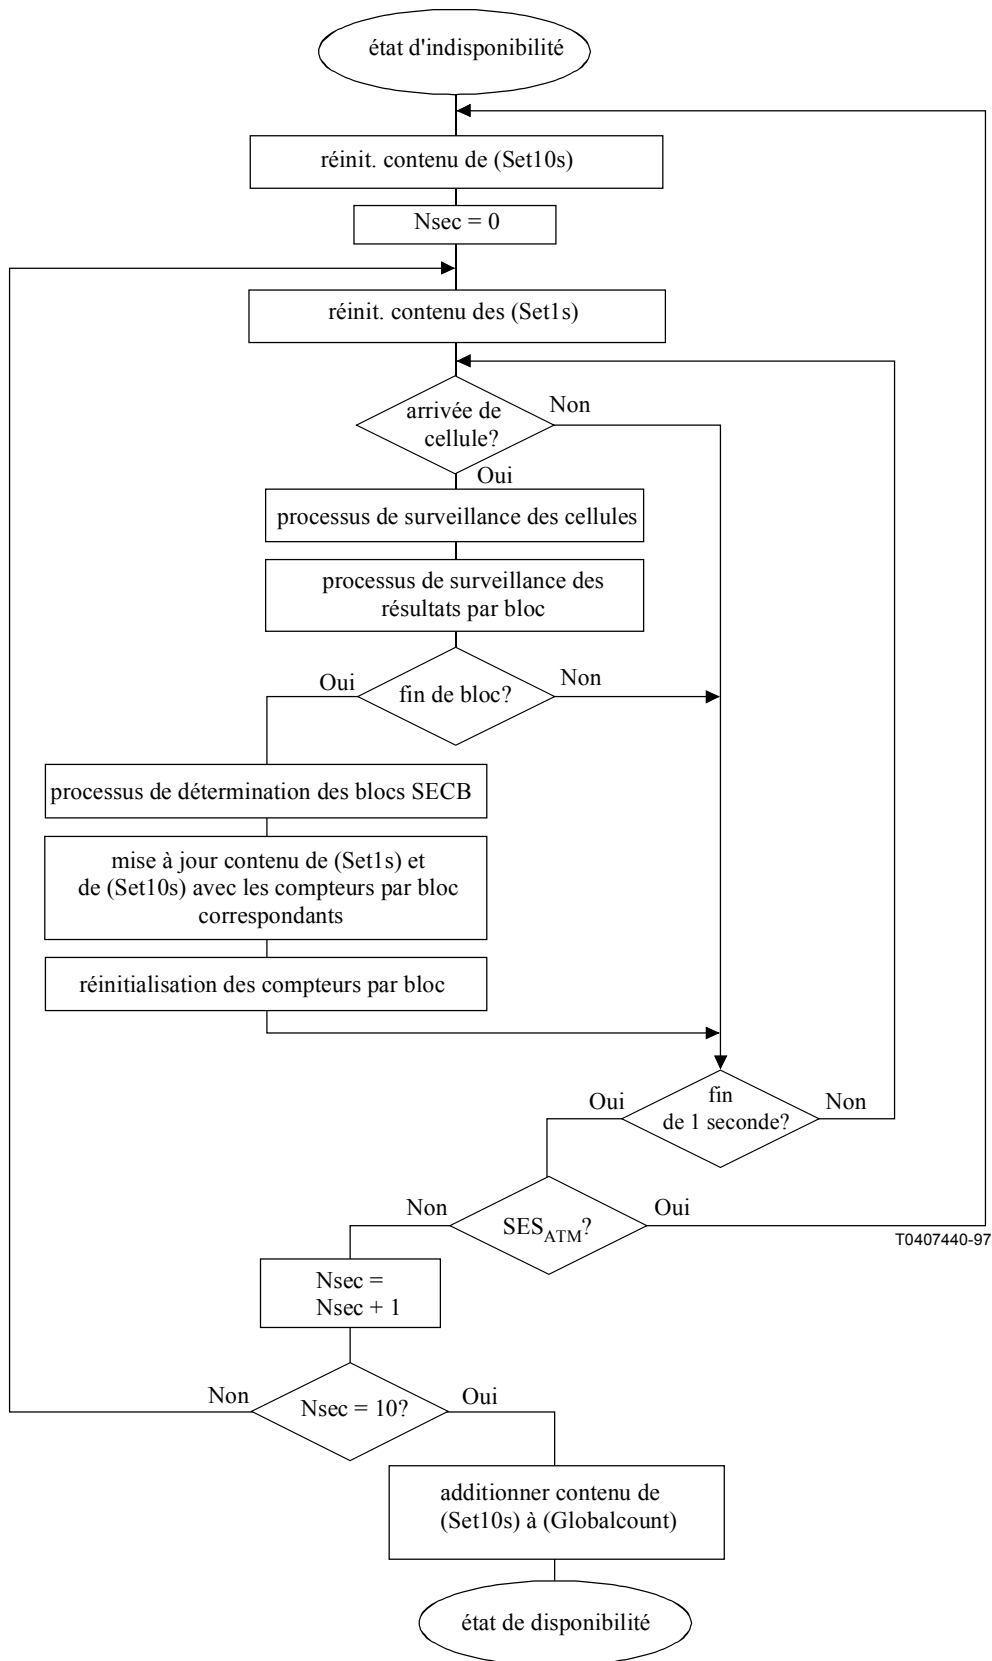 état d'indisponibilité
réinit. contenu de (Set10s)
Nsec = 0
réinit. contenu des (Set1s)
arrivée de
cellule?
Non
Oui
processus de surveillance des cellules
processus de surveillance des
résultats par bloc
Oui
fin de bloc?
Non
processus de détermination des blocs SECB
mise à jour contenu de (Set1s) et
de (Set10s) avec les compteurs par bloc
correspondants
réinitialisation des compteurs par bloc
Oui
fin
de 1 seconde?
Non
Non
SES_ATM?
Oui
T0407440-97
Nsec =
Nsec + 1
Non
Nsec = 10?
Oui
additionner contenu de
(Set10s) à (Globalcount)
état de disponibilité